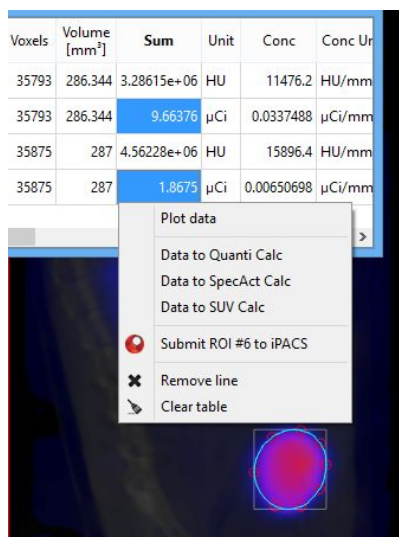 Voxels Volume [mm³] Sum Unit Conc Conc Ur
35793 286.344 3.28615e+06 HU 11476.2 HU/mm
35793 286.344 9.66376 µCi 0.0337488 µCi/mm
35875 287 4.56228e+06 HU 15896.4 HU/mm
35875 287 1.8675 µCi 0.00650698 µCi/mm
Plot data
Data to Quanti Calc
Data to SpecAct Calc
Data to SUV Calc
Submit ROI #6 to iPACS
Remove line
Clear table